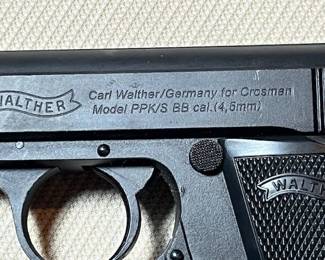 WALTHER
Carl Walther/Germany for Crosman
Model PPK/S BB cal.(4,5mm)
WALTHER